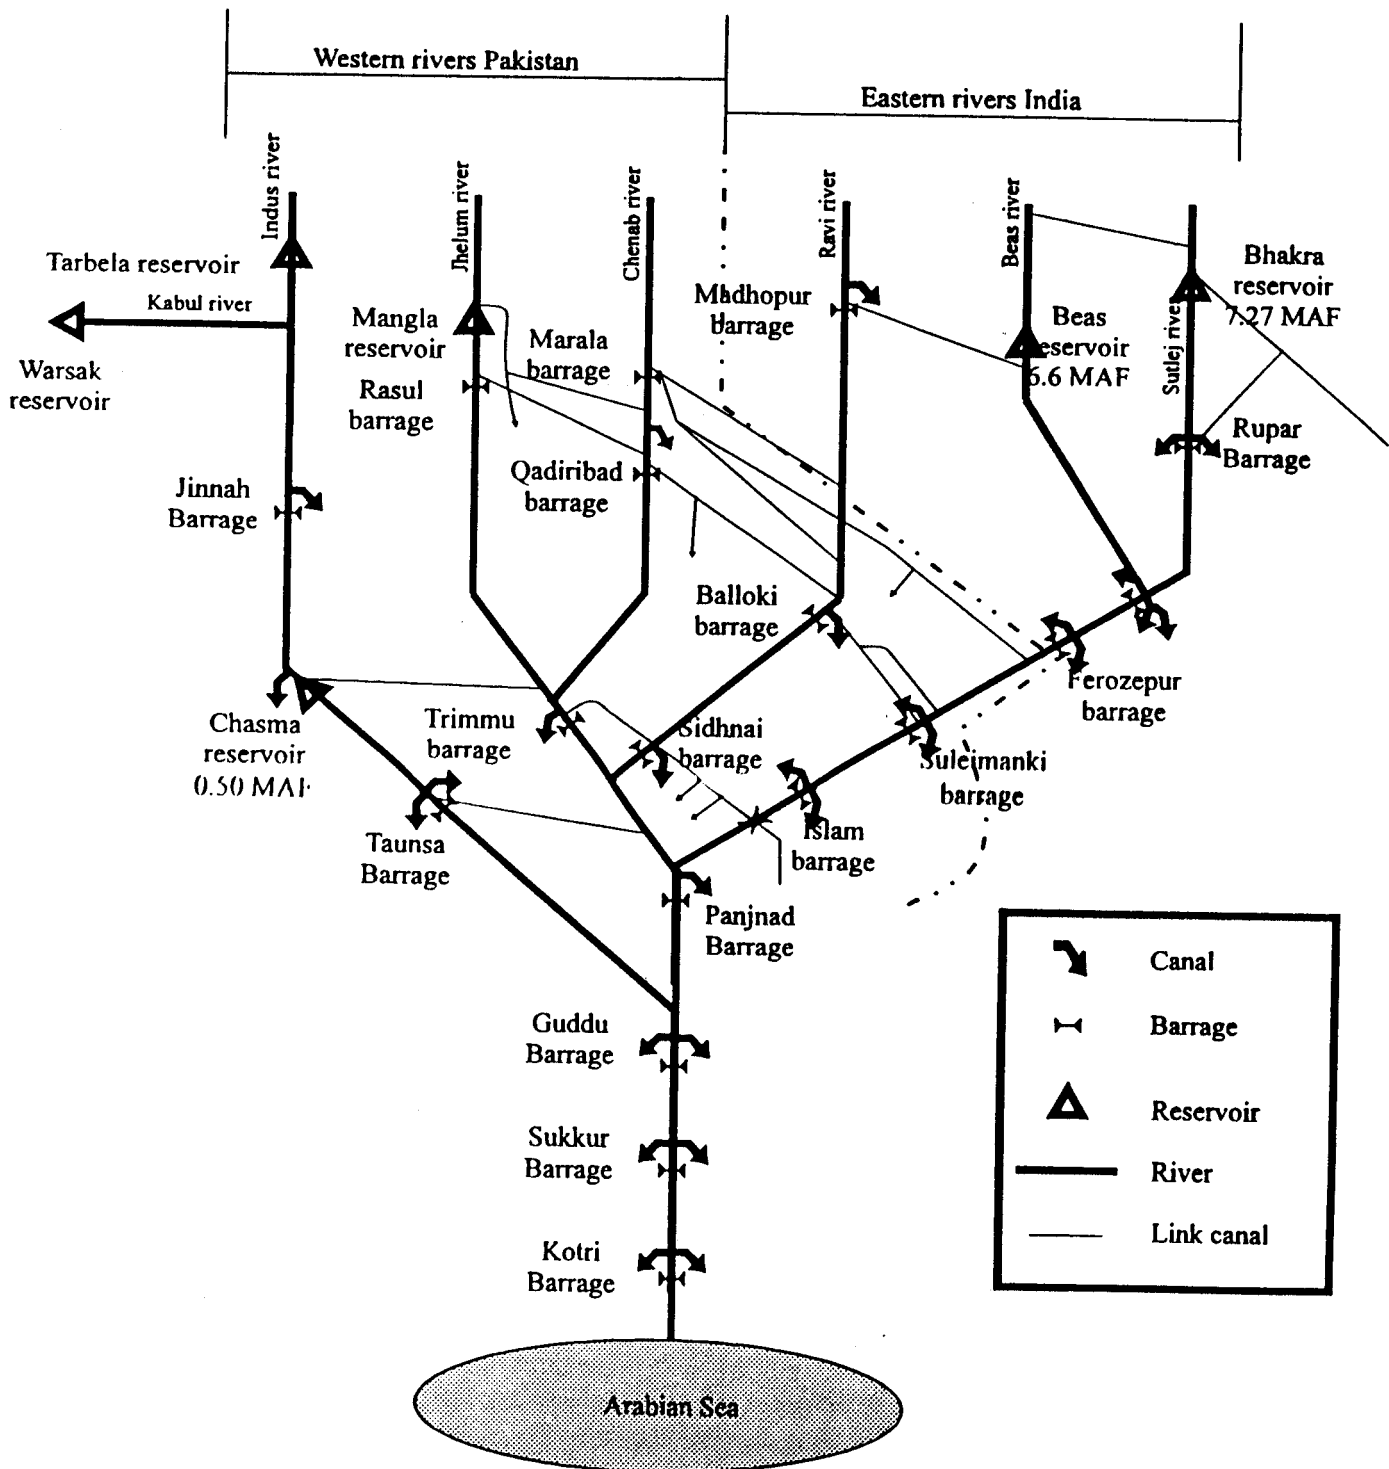 Western rivers Pakistan
Eastern rivers India
Indus river
Jhelum river
Chenab river
Ravi river
Beas river
Sutlej river
Tarbela reservoir
Kabul river
Warsak
reservoir
Mangla
reservoir
Rasul
barrage
Marala
barrage
Qadiribad
barrage
Madhopur
barrage
Beas
reservoir
6.6 MAF
Bhakra
reservoir
7.27 MAF
Rupar
Barrage
Jinnah
Barrage
Balloki
barrage
Ferozepur
barrage
Chasma
reservoir
0.50 MAF
Trimmu
barrage
Sidhnai
barrage
Suleimanki
barrage
Taunsa
Barrage
Islam
barrage
Panjnad
Barrage
Guddu
Barrage
Sukkur
Barrage
Kotri
Barrage
Arabian Sea
Canal
Barrage
Reservoir
River
Link canal